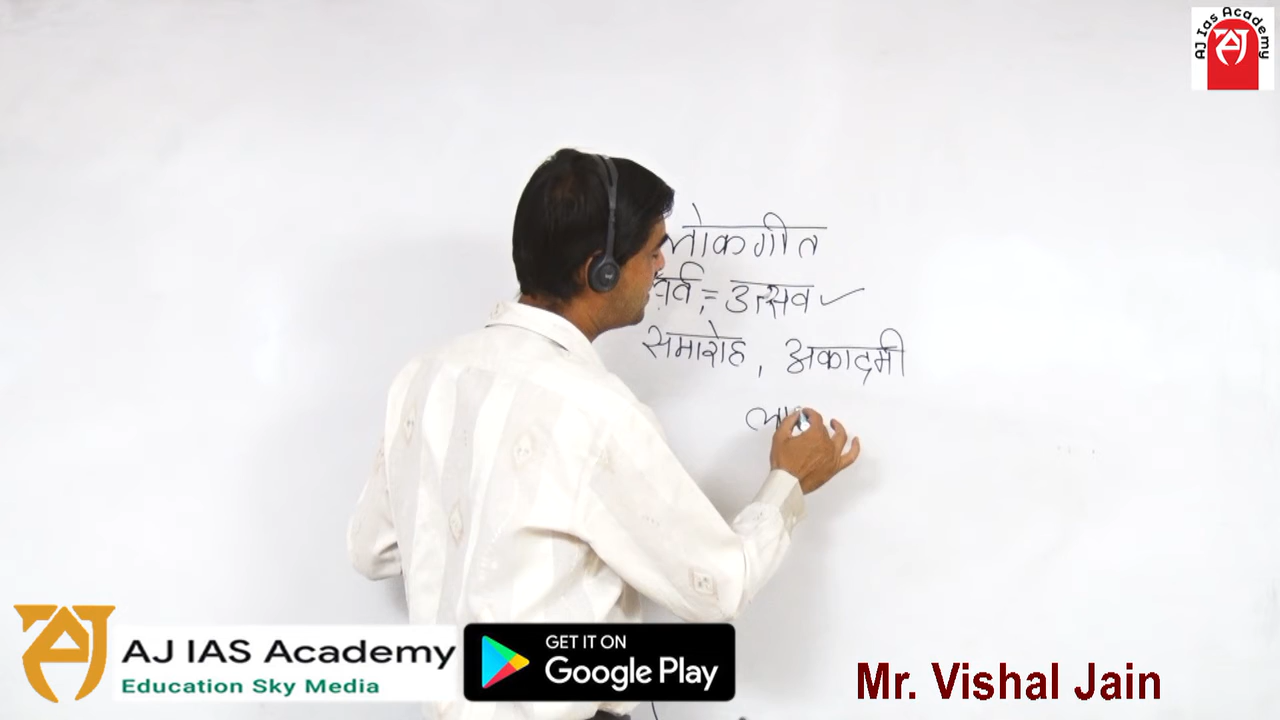 AJ Ias Academy
लोकगीत
पर्व, = उत्सव ✓
समारोह, अकादमी
AJ IAS Academy
Education Sky Media
GET IT ON
Google Play
Mr. Vishal Jain